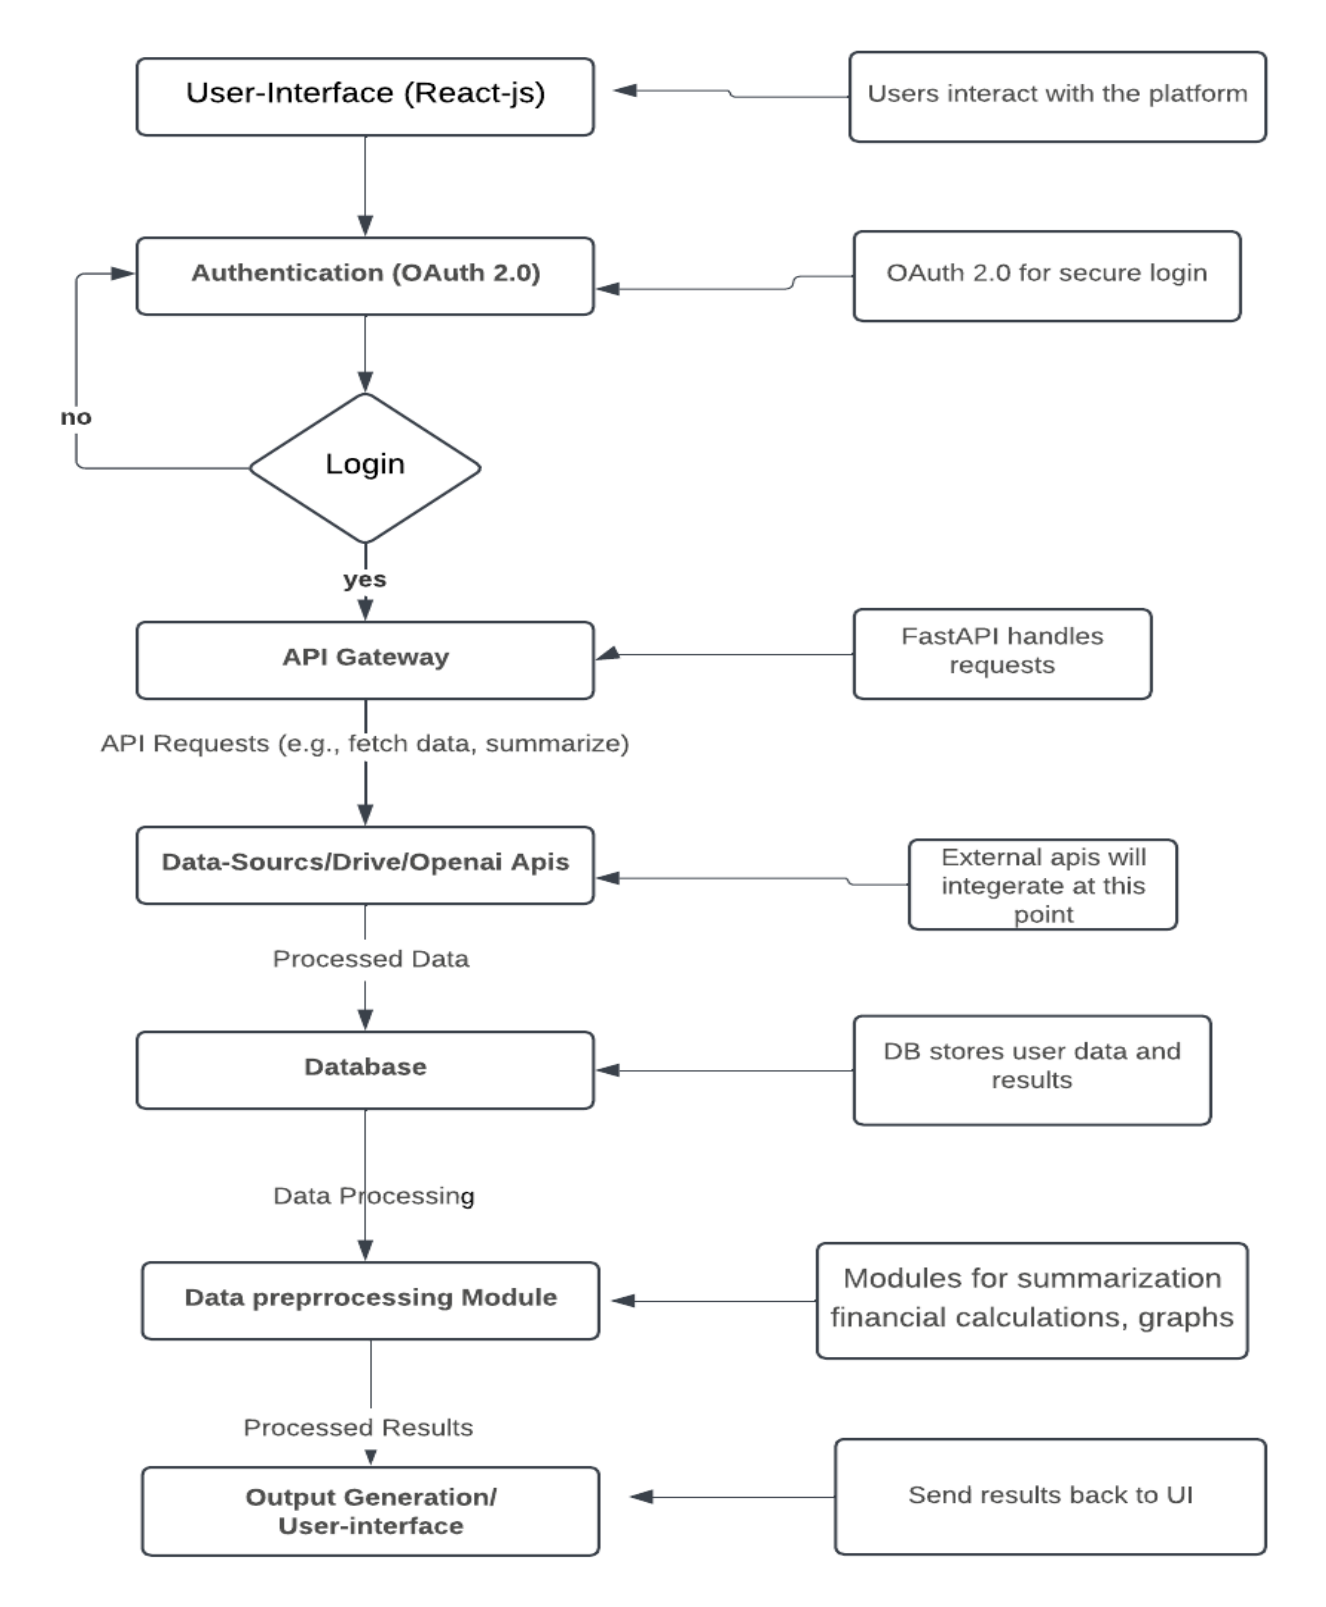 User-Interface (React-js)
Users interact with the platform
Authentication (OAuth 2.0)
OAuth 2.0 for secure login
no
Login
yes
API Gateway
FastAPI handles
requests
API Requests (e.g., fetch data, summarize)
Data-Sourcs/Drive/Openai Apis
External apis will
integerate at this
point
Processed Data
Database
DB stores user data and
results
Data Processing
Data preprrocessing Module
Modules for summarization
financial calculations, graphs
Processed Results
Output Generation/
User-interface
Send results back to UI